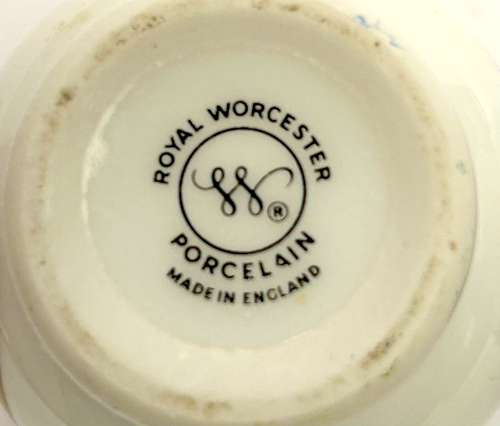 ROYAL WORCESTER
W®
PORCELAIN
MADE IN ENGLAND